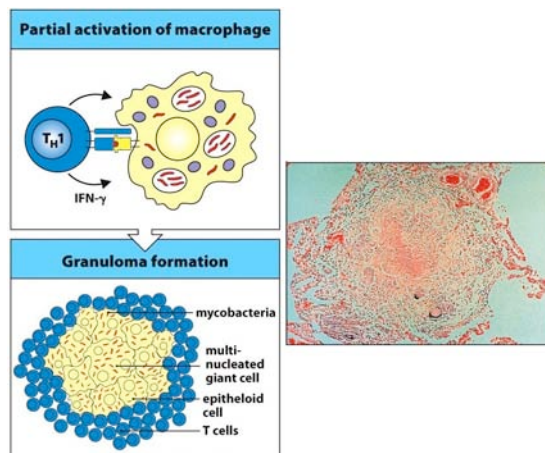 Partial activation of macrophage
TH1
IFN-γ
Granuloma formation
mycobacteria
multi-
nucleated
giant cell
epitheloid
cell
T cells